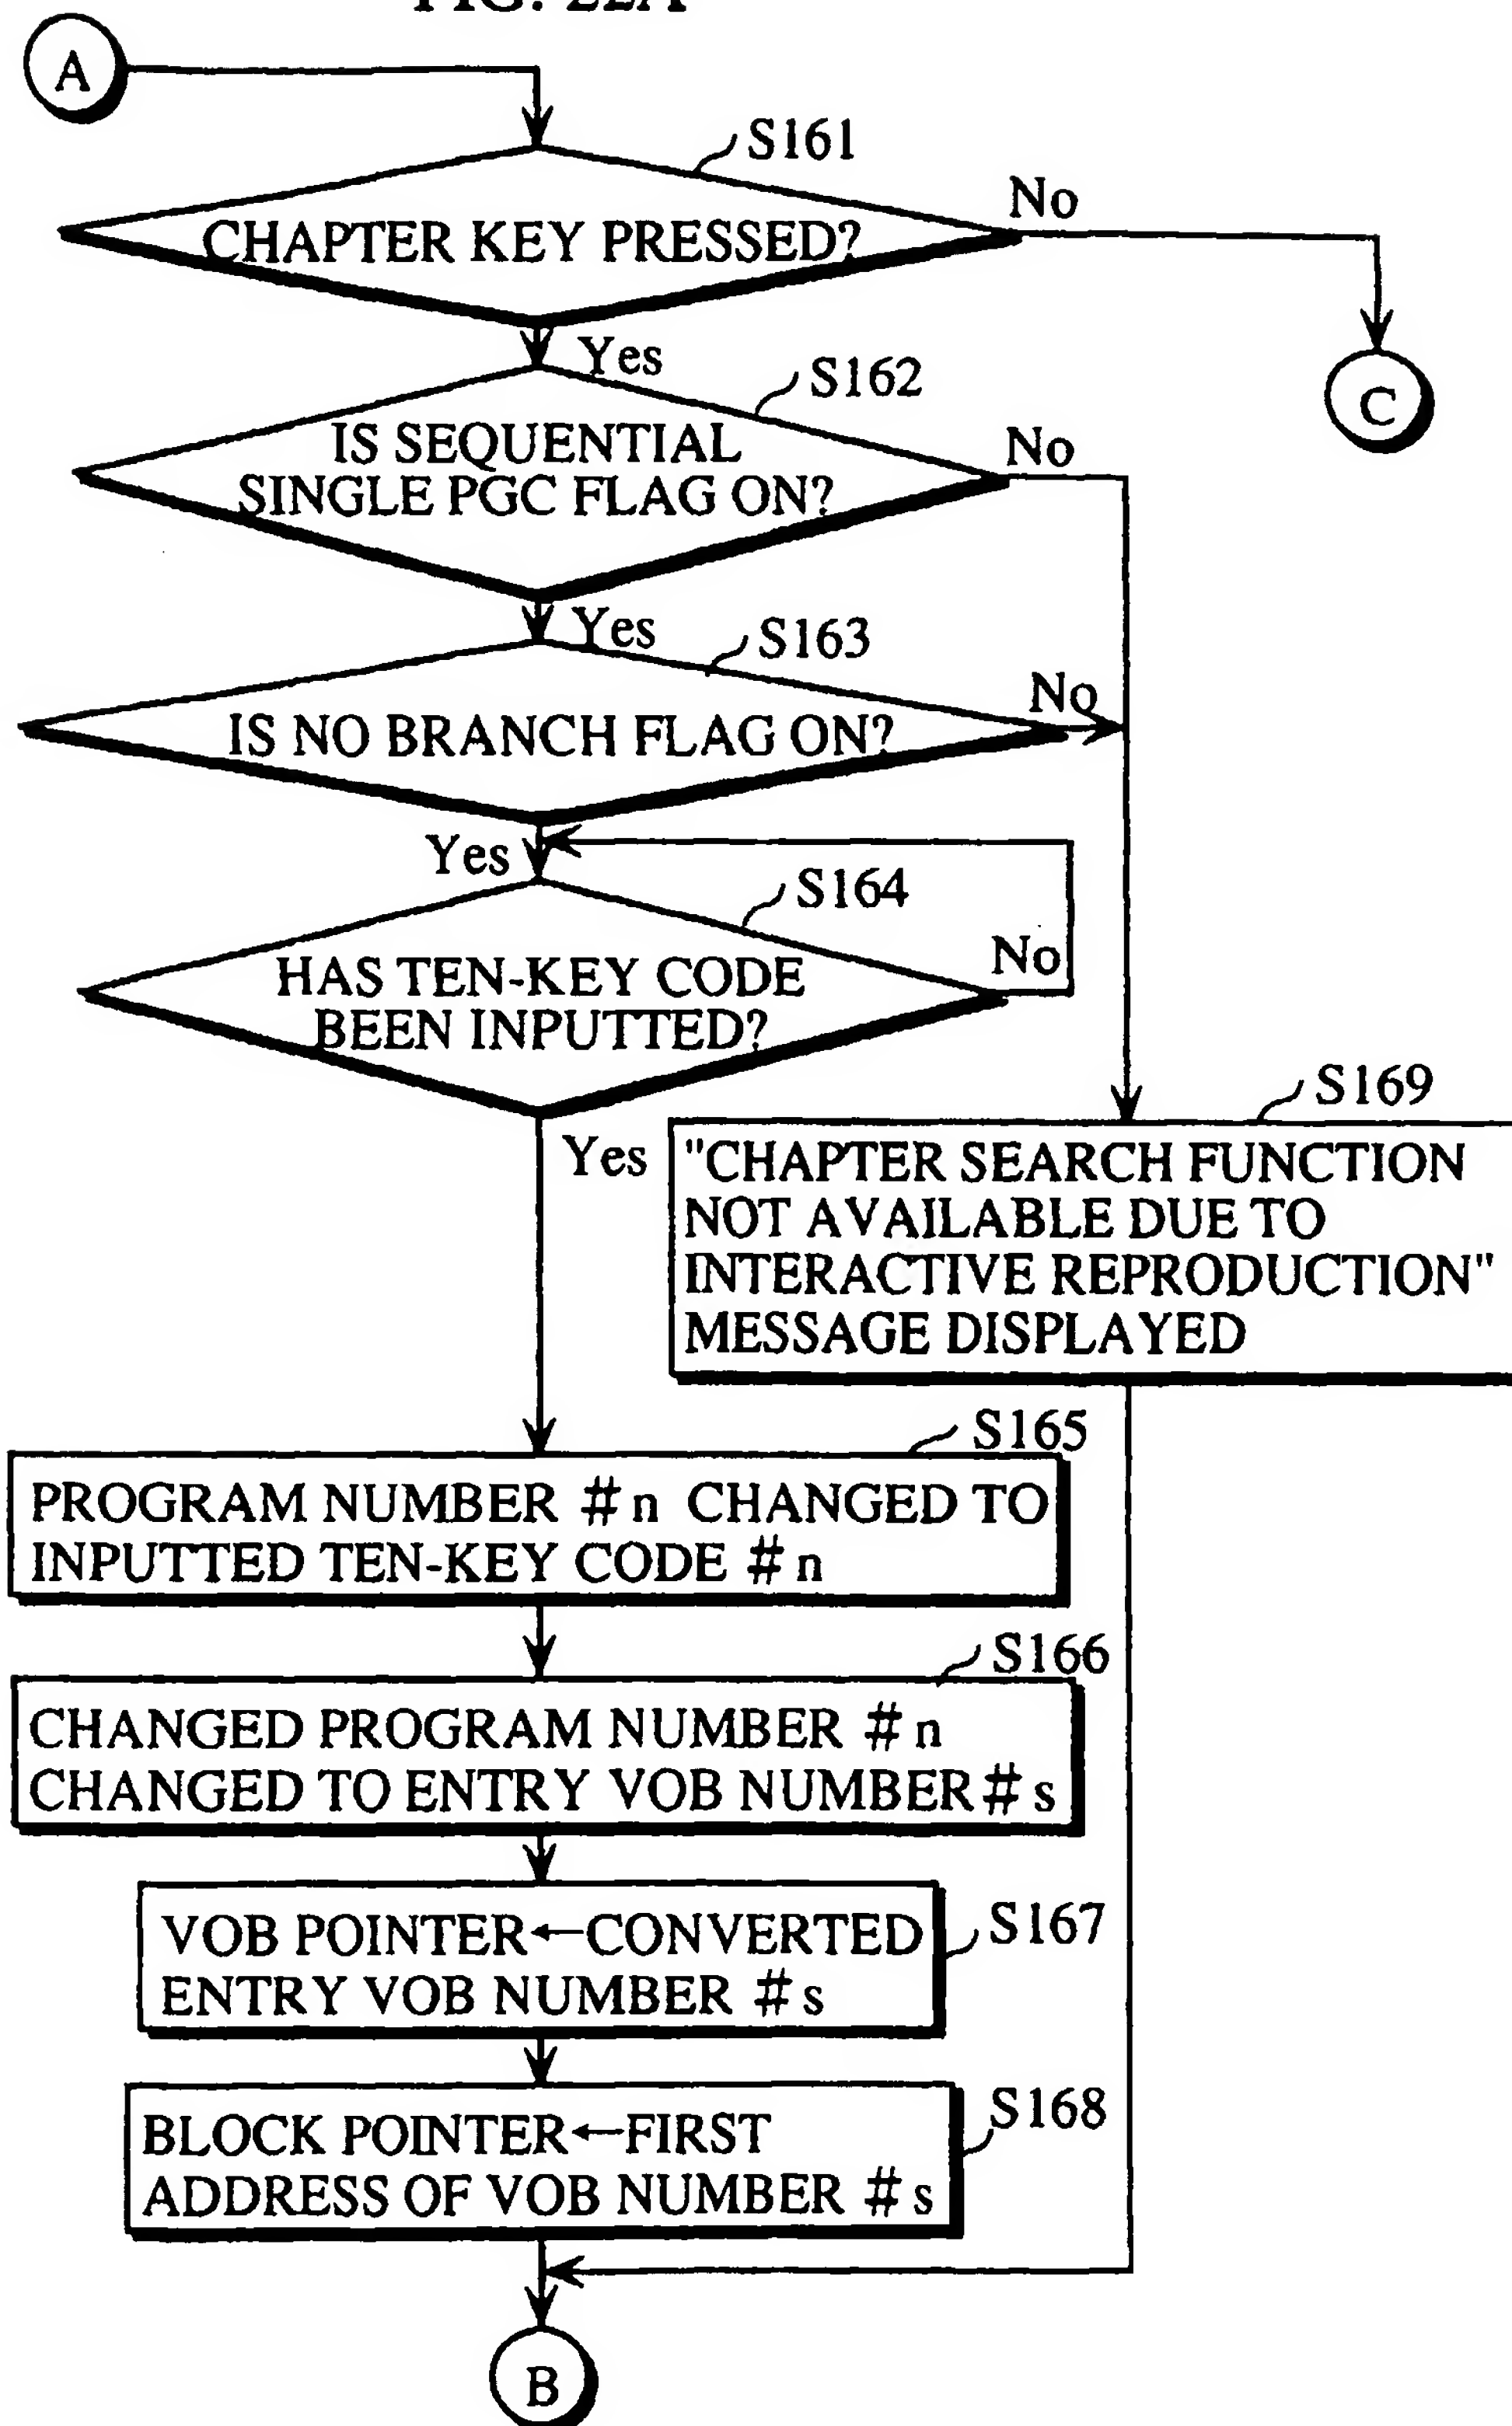 FIG. 22A
A
S161
CHAPTER KEY PRESSED?
No
Yes
C
S162
IS SEQUENTIAL
SINGLE PGC FLAG ON?
No
Yes
S163
IS NO BRANCH FLAG ON?
No
Yes
S164
HAS TEN-KEY CODE
BEEN INPUTTED?
No
Yes
S169
"CHAPTER SEARCH FUNCTION
NOT AVAILABLE DUE TO
INTERACTIVE REPRODUCTION"
MESSAGE DISPLAYED
S165
PROGRAM NUMBER #n CHANGED TO
INPUTTED TEN-KEY CODE #n
S166
CHANGED PROGRAM NUMBER #n
CHANGED TO ENTRY VOB NUMBER #s
S167
VOB POINTER←CONVERTED
ENTRY VOB NUMBER #s
S168
BLOCK POINTER←FIRST
ADDRESS OF VOB NUMBER #s
B